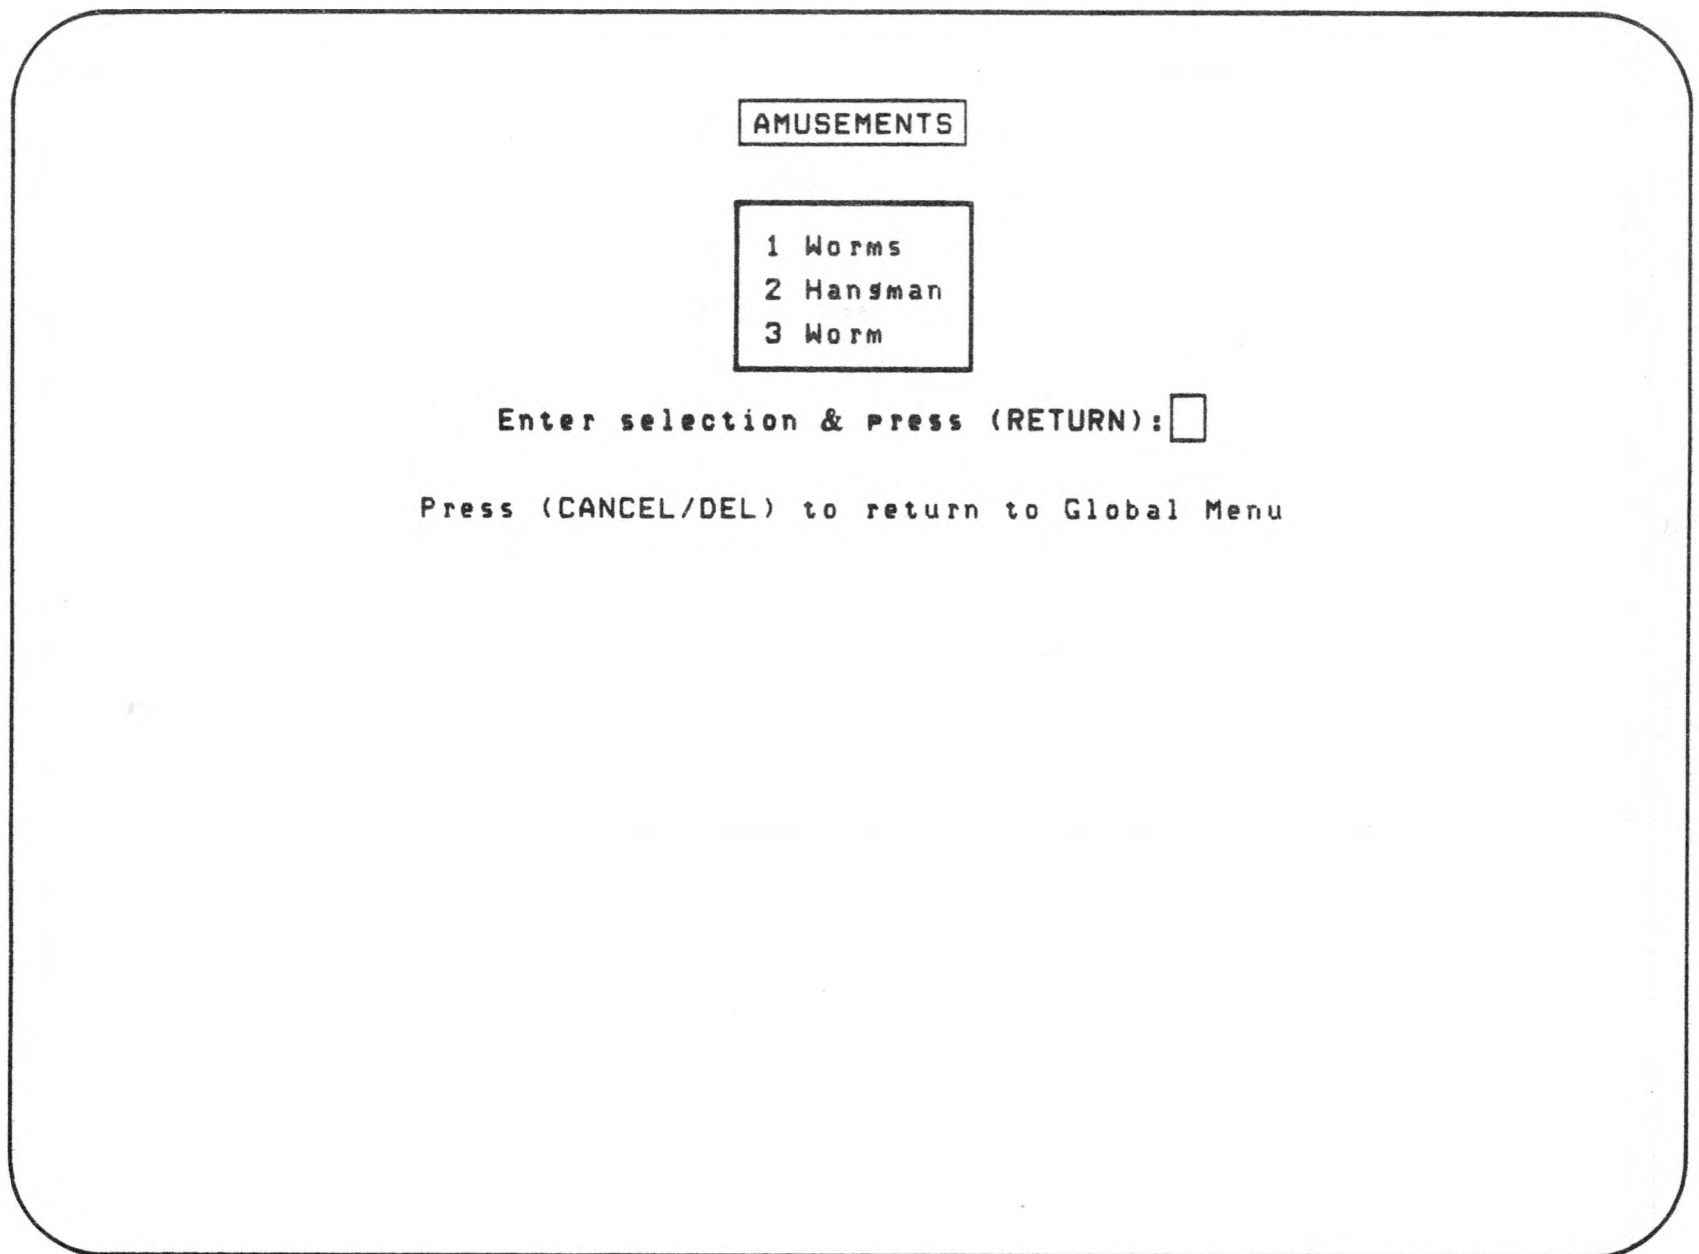 AMUSEMENTS
1 Worms
2 Hangman
3 Worm
Enter selection & press (RETURN):
Press (CANCEL/DEL) to return to Global Menu